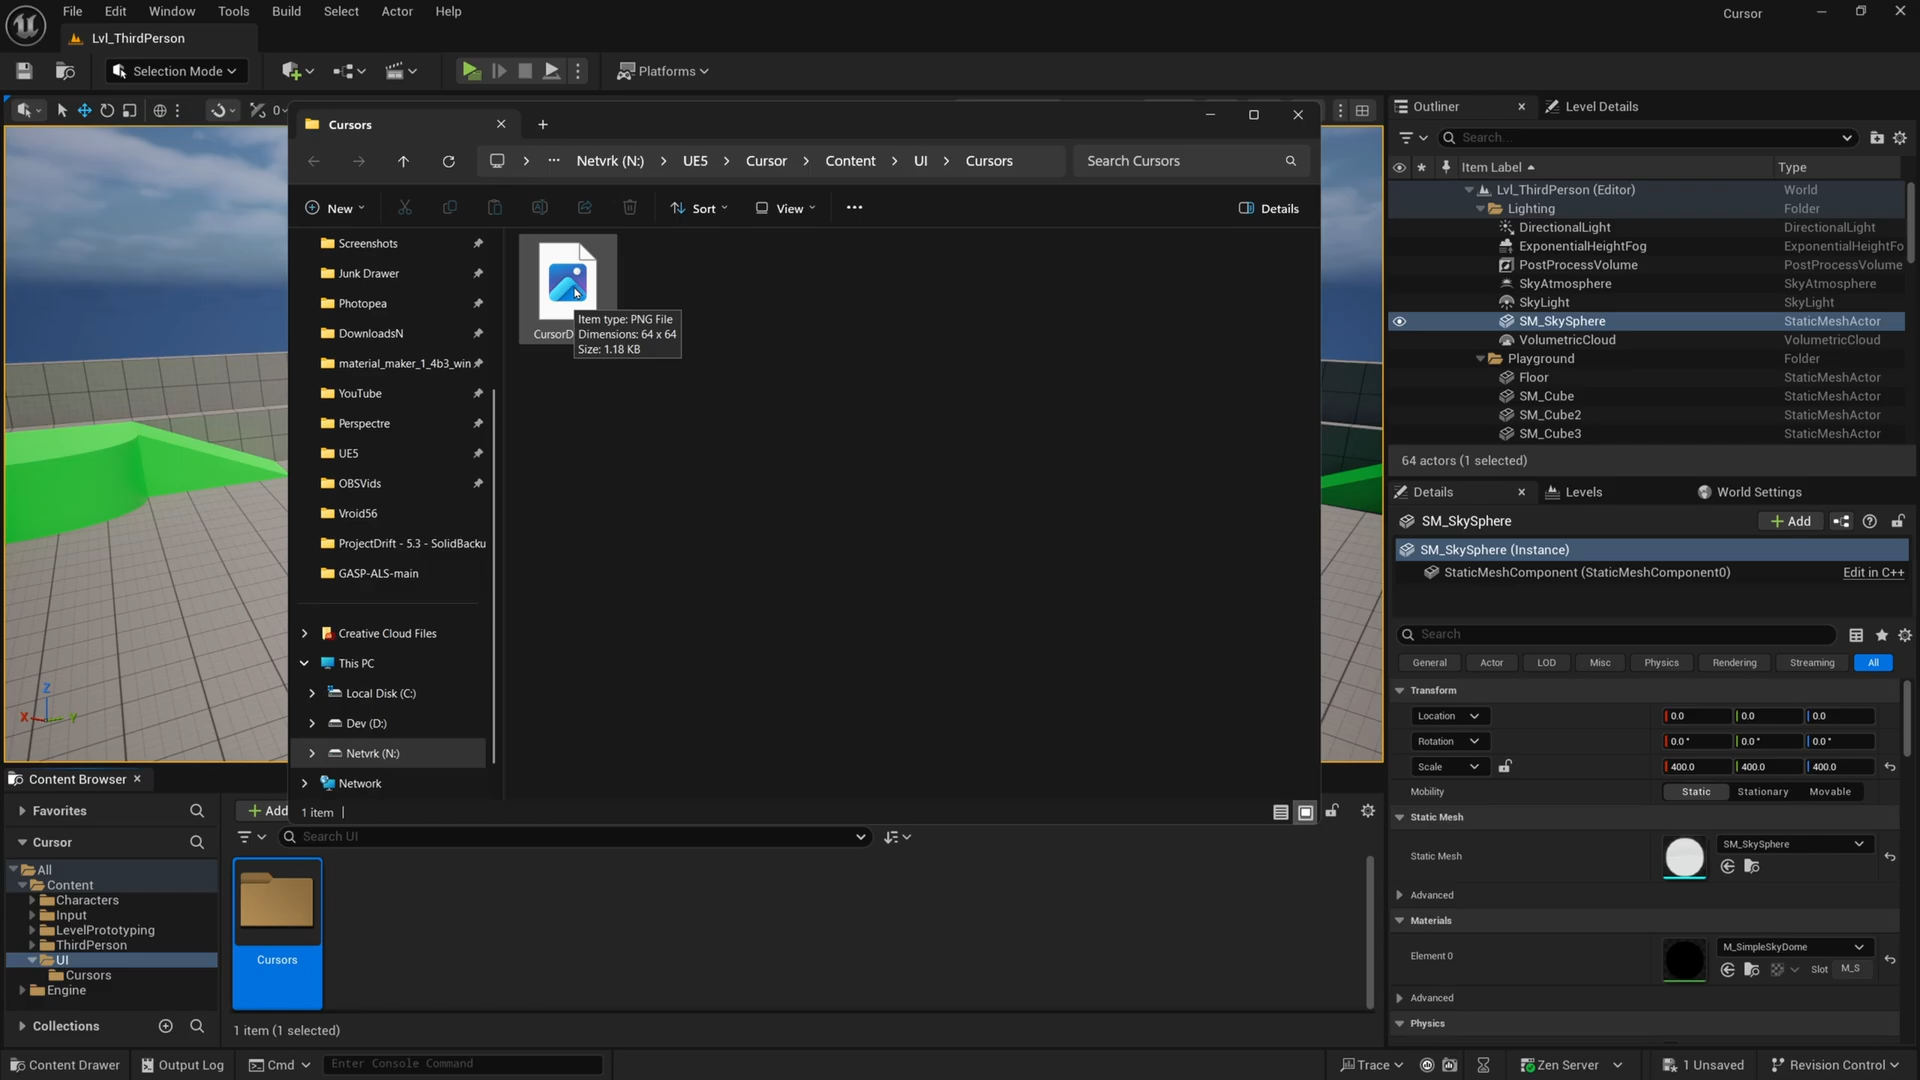 File Edit Window Tools Build Select Actor Help
Cursor
Lvl_ThirdPerson
Selection Mode
Platforms
0
Cursors
Netvrk (N:) UE5 Cursor Content UI Cursors
Search Cursors
New
Sort
View
Details
Screenshots
Junk Drawer
Photopea
DownloadsN
material_maker_1_4b3_win
YouTube
Perspectre
UE5
OBSVids
Vroid56
ProjectDrift - 5.3 - SolidBacku
GASP-ALS-main
Creative Cloud Files
This PC
Local Disk (C:)
Dev (D:)
Netvrk (N:)
Network
1 item
CursorD
Item type: PNG File
Dimensions: 64 x 64
Size: 1.18 KB
Z
X
Y
Outliner
Level Details
Search...
Item Label Type
Lvl_ThirdPerson (Editor) World
Lighting Folder
DirectionalLight DirectionalLight
ExponentialHeightFog ExponentialHeightFo
PostProcessVolume PostProcessVolume
SkyAtmosphere SkyAtmosphere
SkyLight SkyLight
SM_SkySphere StaticMeshActor
VolumetricCloud VolumetricCloud
Playground Folder
Floor StaticMeshActor
SM_Cube StaticMeshActor
SM_Cube2 StaticMeshActor
SM_Cube3 StaticMeshActor
64 actors (1 selected)
Details
Levels
World Settings
SM_SkySphere
Add
SM_SkySphere (Instance)
StaticMeshComponent (StaticMeshComponent0)
Edit in C++
Search
General Actor LOD Misc Physics Rendering Streaming All
Transform
Location 0.0 0.0 0.0
Rotation 0.0 ° 0.0 ° 0.0 °
Scale 400.0 400.0 400.0
Mobility Static Stationary Movable
Static Mesh
Static Mesh SM_SkySphere
Advanced
Materials
Element 0 M_SimpleSkyDome
Slot M_S
Advanced
Physics
Content Browser
Favorites
Cursor
All
Content
Characters
Input
LevelPrototyping
ThirdPerson
UI
Cursors
Engine
Collections
Add
Search UI
Cursors
1 item (1 selected)
Content Drawer
Output Log
Cmd
Enter Console Command
Trace
Zen Server
1 Unsaved
Revision Control